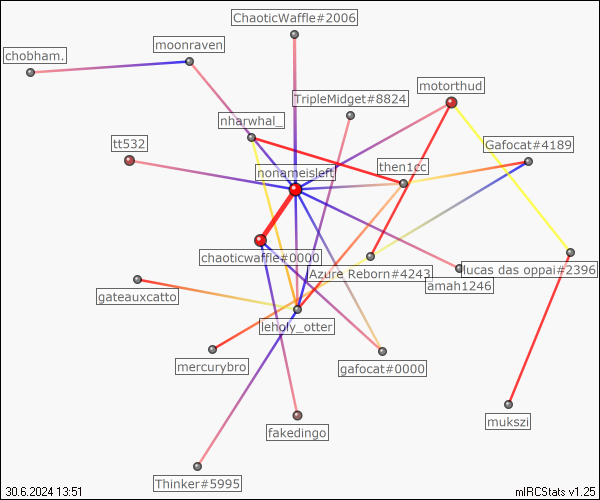 ChaoticWaffle#2006
moonraven
chobham.
motorthud
TripleMidget#8824
nharwhal_
tt532
Gafocat#4189
then1cc
nonameisleft
chaoticwaffle#0000
Azure Reborn#4243
lucas das oppai#2396
amah1246
gateauxcatto
leholy_otter
mercurybro
gafocat#0000
mukszi
fakedingo
Thinker#5995
30.6.2024 13:51
mIRCStats v1.25